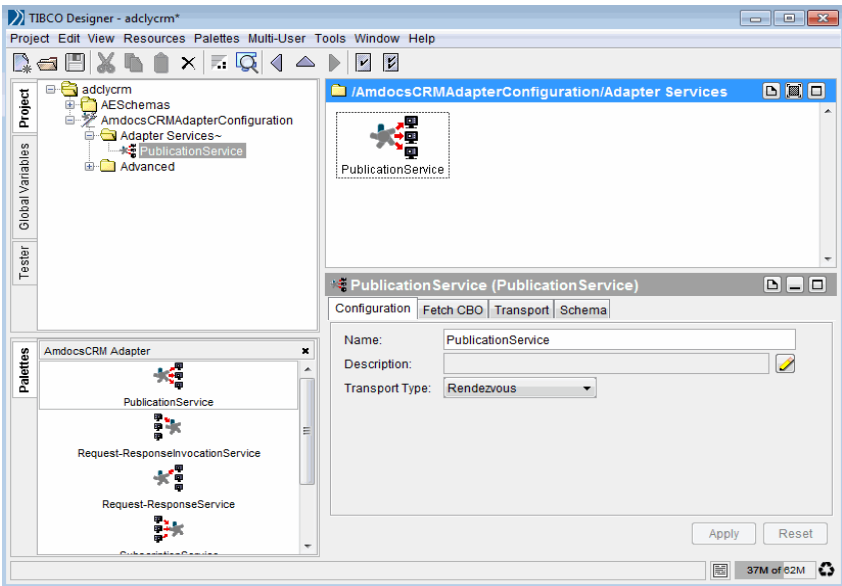 TIBCO Designer - adclycrm*
Project Edit View Resources Palettes Multi-User Tools Window Help
Project
Global Variables
Tester
adclycrm
AESchemas
AmdocsCRMAdapterConfiguration
Adapter Services~
PublicationService
Advanced
/AmdocsCRMAdapterConfiguration/Adapter Services
PublicationService
PublicationService (PublicationService)
Configuration Fetch CBO Transport Schema
Name: PublicationService
Description:
Transport Type: Rendezvous
Apply Reset
Palettes
AmdocsCRM Adapter
PublicationService
Request-ResponseInvocationService
Request-ResponseService
SubscriptionService
37M of 62M